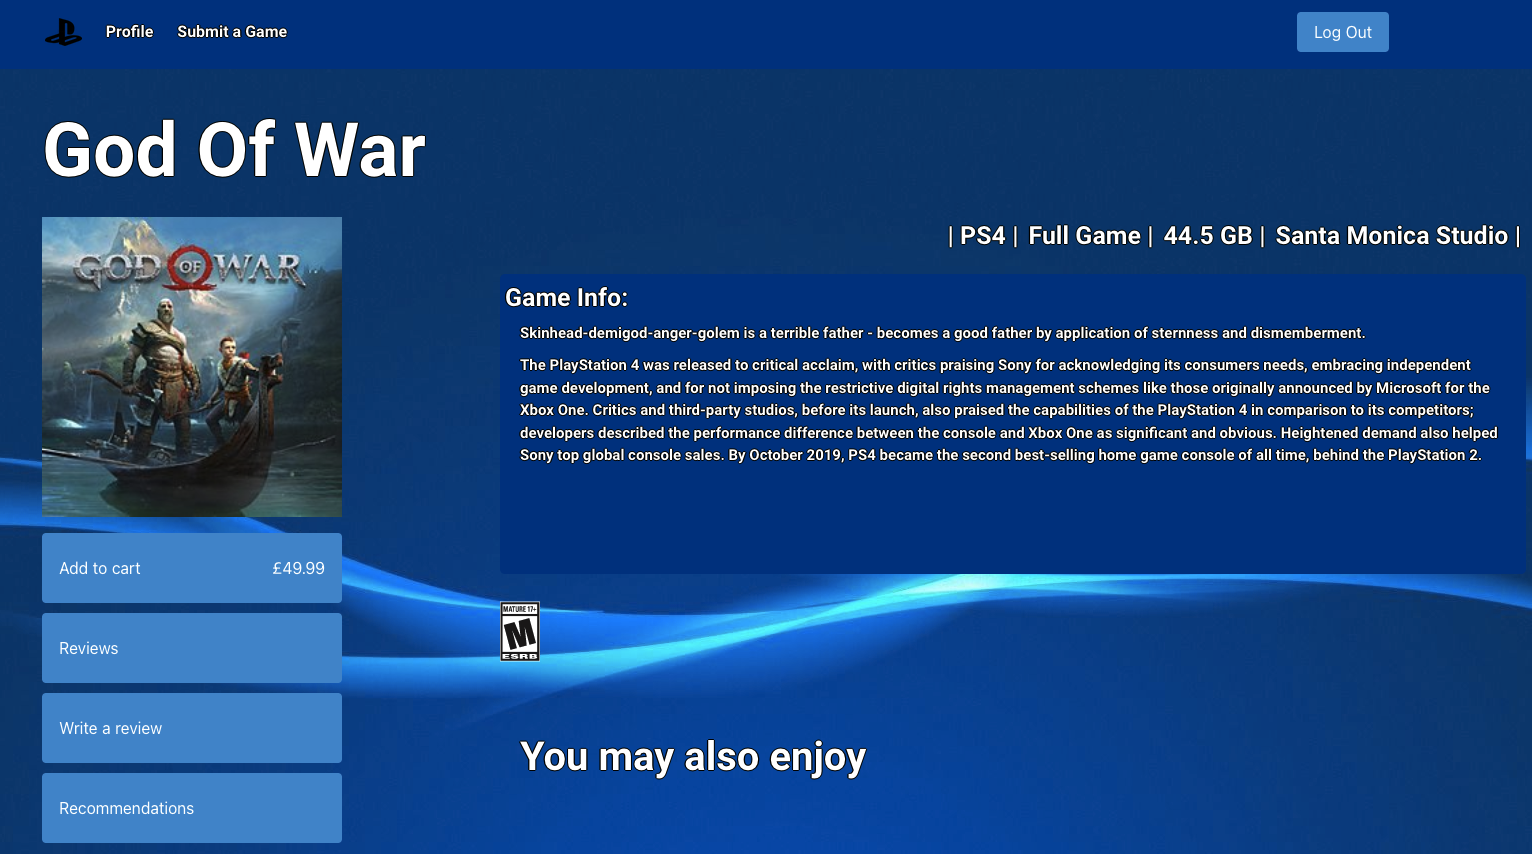 Profile
Submit a Game
Log Out
God Of War
GOD OF WAR
| PS4 | Full Game | 44.5 GB | Santa Monica Studio |
Game Info:
Skinhead-demigod-anger-golem is a terrible father - becomes a good father by application of sternness and dismemberment.
The PlayStation 4 was released to critical acclaim, with critics praising Sony for acknowledging its consumers needs, embracing independent
game development, and for not imposing the restrictive digital rights management schemes like those originally announced by Microsoft for the
Xbox One. Critics and third-party studios, before its launch, also praised the capabilities of the PlayStation 4 in comparison to its competitors;
developers described the performance difference between the console and Xbox One as significant and obvious. Heightened demand also helped
Sony top global console sales. By October 2019, PS4 became the second best-selling home game console of all time, behind the PlayStation 2.
Add to cart £49.99
Reviews
Write a review
Recommendations
MATURE 17+
M
ESRB
You may also enjoy